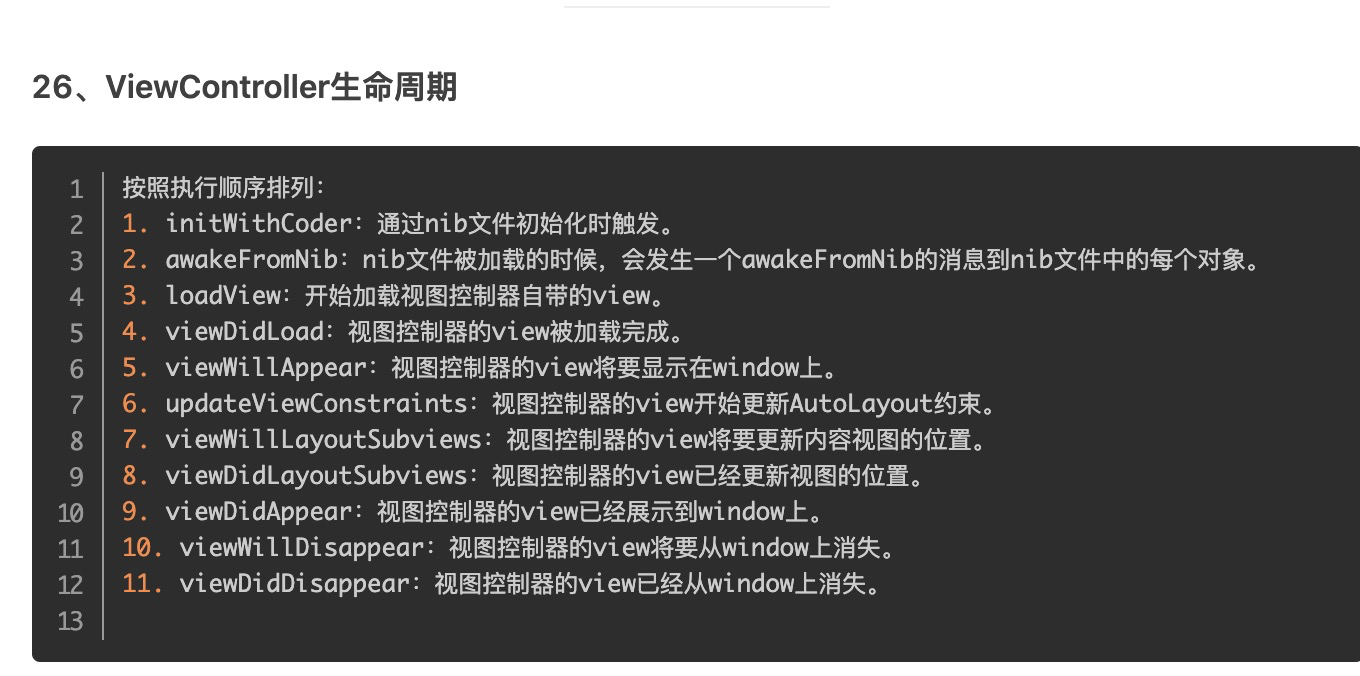 26、ViewController生命周期
1 按照执行顺序排列：
2 1. initWithCoder：通过nib文件初始化时触发。
3 2. awakeFromNib：nib文件被加载的时候，会发生一个awakeFromNib的消息到nib文件中的每个对象。
4 3. loadView：开始加载视图控制器自带的view。
5 4. viewDidLoad：视图控制器的view被加载完成。
6 5. viewWillAppear：视图控制器的view将要显示在window上。
7 6. updateViewConstraints：视图控制器的view开始更新AutoLayout约束。
8 7. viewWillLayoutSubviews：视图控制器的view将要更新内容视图的位置。
9 8. viewDidLayoutSubviews：视图控制器的view已经更新视图的位置。
10 9. viewDidAppear：视图控制器的view已经展示到window上。
11 10. viewWillDisappear：视图控制器的view将要从window上消失。
12 11. viewDidDisappear：视图控制器的view已经从window上消失。
13